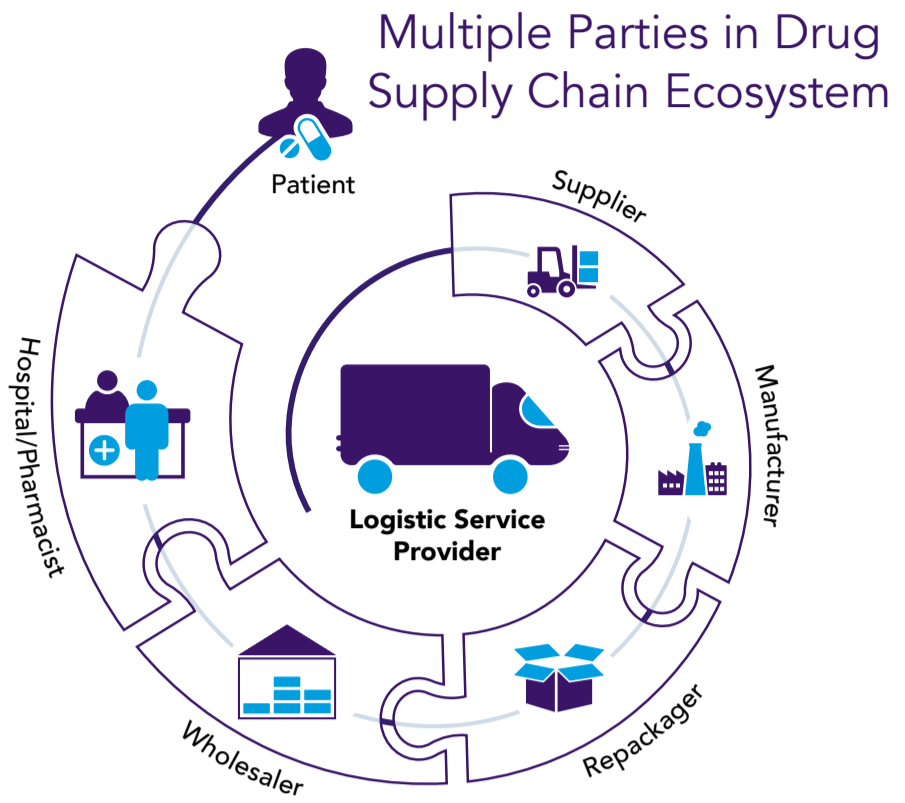 Multiple Parties in Drug
Supply Chain Ecosystem
Patient
Supplier
Manufacturer
Hospital/Pharmacist
Logistic Service
Provider
Repackager
Wholesaler